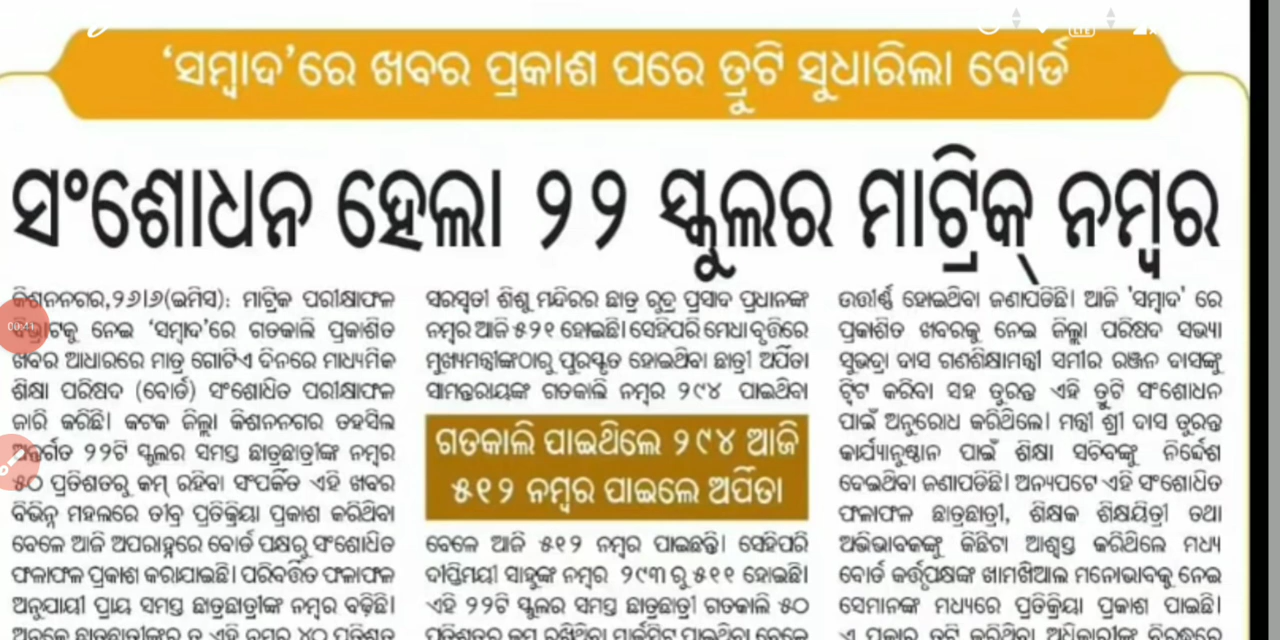 ‘ସମ୍ବାଦ’ରେ ଖବର ପ୍ରକାଶ ପରେ ତ୍ରୁଟି ସୁଧାରିଲା ବୋର୍ଡ
ସଂଶୋଧନ ହେଲା ୨୨ ସ୍କୁଲର ମାଟ୍ରିକ୍ ନମ୍ବର
କିଶନନଗର,୨୬।୬(ଇମିସ): ମାଟ୍ରିକ ପରୀକ୍ଷାଫଳ
ବିଭ୍ରାଟକୁ ନେଇ ‘ସମ୍ବାଦ’ରେ ଗତକାଲି ପ୍ରକାଶିତ
ଖବର ଆଧାରରେ ମାତ୍ର ଗୋଟିଏ ଦିନରେ ମାଧ୍ୟମିକ
ଶିକ୍ଷା ପରିଷଦ (ବୋର୍ଡ) ସଂଶୋଧିତ ପରୀକ୍ଷାଫଳ
ଜାରି କରିଛି। କଟକ ଜିଲ୍ଲା କିଶନନଗର ତହସିଲ
ଅନ୍ତର୍ଗତ ୨୨ଟି ସ୍କୁଲର ସମସ୍ତ ଛାତ୍ରଛାତ୍ରୀଙ୍କ ନମ୍ବର
୫୦ ପ୍ରତିଶତରୁ କମ୍ ରହିବା ସଂପର୍କିତ ଏହି ଖବର
ବିଭିନ୍ନ ମହଲରେ ତୀବ୍ର ପ୍ରତିକ୍ରିୟା ପ୍ରକାଶ କରିଥିବା
ବେଳେ ଆଜି ଅପରାହ୍ନରେ ବୋର୍ଡ ପକ୍ଷରୁ ସଂଶୋଧିତ
ଫଳାଫଳ ପ୍ରକାଶ କରାଯାଇଛି। ପରିବର୍ତ୍ତିତ ଫଳାଫଳ
ଅନୁଯାୟୀ ପ୍ରାୟ ସମସ୍ତ ଛାତ୍ରଛାତ୍ରୀଙ୍କ ନମ୍ବର ବଢ଼ିଛି।
ସରସ୍ୱତୀ ଶିଶୁ ମନ୍ଦିରର ଛାତ୍ର ରୁଦ୍ର ପ୍ରସାଦ ପ୍ରଧାନଙ୍କ
ନମ୍ବର ଆଜି ୫୨୧ ହୋଇଛି। ସେହିପରି ମେଧାବୃତ୍ତିରେ
ମୁଖ୍ୟମନ୍ତ୍ରୀଙ୍କଠାରୁ ପୁରସ୍କୃତ ହୋଇଥିବା ଛାତ୍ରୀ ଅର୍ପିତା
ସାମନ୍ତରାୟଙ୍କ ଗତକାଲି ନମ୍ବର ୨୯୪ ପାଇଥିବା
ଗତକାଲି ପାଇଥିଲେ ୨୯୪ ଆଜି
୫୧୨ ନମ୍ବର ପାଇଲେ ଅର୍ପିତା
ବେଳେ ଆଜି ୫୧୨ ନମ୍ବର ପାଇଛନ୍ତି। ସେହିପରି
ଦୀପ୍ତିମୟୀ ସାହୁଙ୍କ ନମ୍ବର ୨୯୩ରୁ ୫୧୧ ହୋଇଛି।
ଏହି ୨୨ଟି ସ୍କୁଲର ସମସ୍ତ ଛାତ୍ରଛାତ୍ରୀ ଗତକାଲି ୫୦
ଉତ୍ତୀର୍ଣ୍ଣ ହୋଇଥିବା ଜଣାପଡିଛି। ଆଜି 'ସମ୍ବାଦ' ରେ
ପ୍ରକାଶିତ ଖବରକୁ ନେଇ ଜିଲ୍ଲା ପରିଷଦ ସଭ୍ୟା
ସୁଭଦ୍ରା ଦାସ ଗଣଶିକ୍ଷାମନ୍ତ୍ରୀ ସମୀର ରଞ୍ଜନ ଦାସଙ୍କୁ
ଟ୍ୱିଟ କରିବା ସହ ତୁରନ୍ତ ଏହି ତ୍ରୁଟି ସଂଶୋଧନ
ପାଇଁ ଅନୁରୋଧ କରିଥିଲେ। ମନ୍ତ୍ରୀ ଶ୍ରୀ ଦାସ ତୁରନ୍ତ
କାର୍ଯ୍ୟାନୁଷ୍ଠାନ ପାଇଁ ଶିକ୍ଷା ସଚିବଙ୍କୁ ନିର୍ଦ୍ଦେଶ
ଦେଇଥିବା ଜଣାପଡିଛି। ଅନ୍ୟପଟେ ଏହି ସଂଶୋଧିତ
ଫଳାଫଳ ଛାତ୍ରଛାତ୍ରୀ, ଶିକ୍ଷକ ଶିକ୍ଷୟିତ୍ରୀ ତଥା
ଅଭିଭାବକଙ୍କୁ କିଛିଟା ଆଶ୍ୱସ୍ତ କରିଥିଲେ ମଧ୍ୟ
ବୋର୍ଡ କର୍ତ୍ତୃପକ୍ଷଙ୍କ ଖାମଖିଆଲ ମନୋଭାବକୁ ନେଇ
ସେମାନଙ୍କ ମଧ୍ୟରେ ପ୍ରତିକ୍ରିୟା ପ୍ରକାଶ ପାଇଛି।